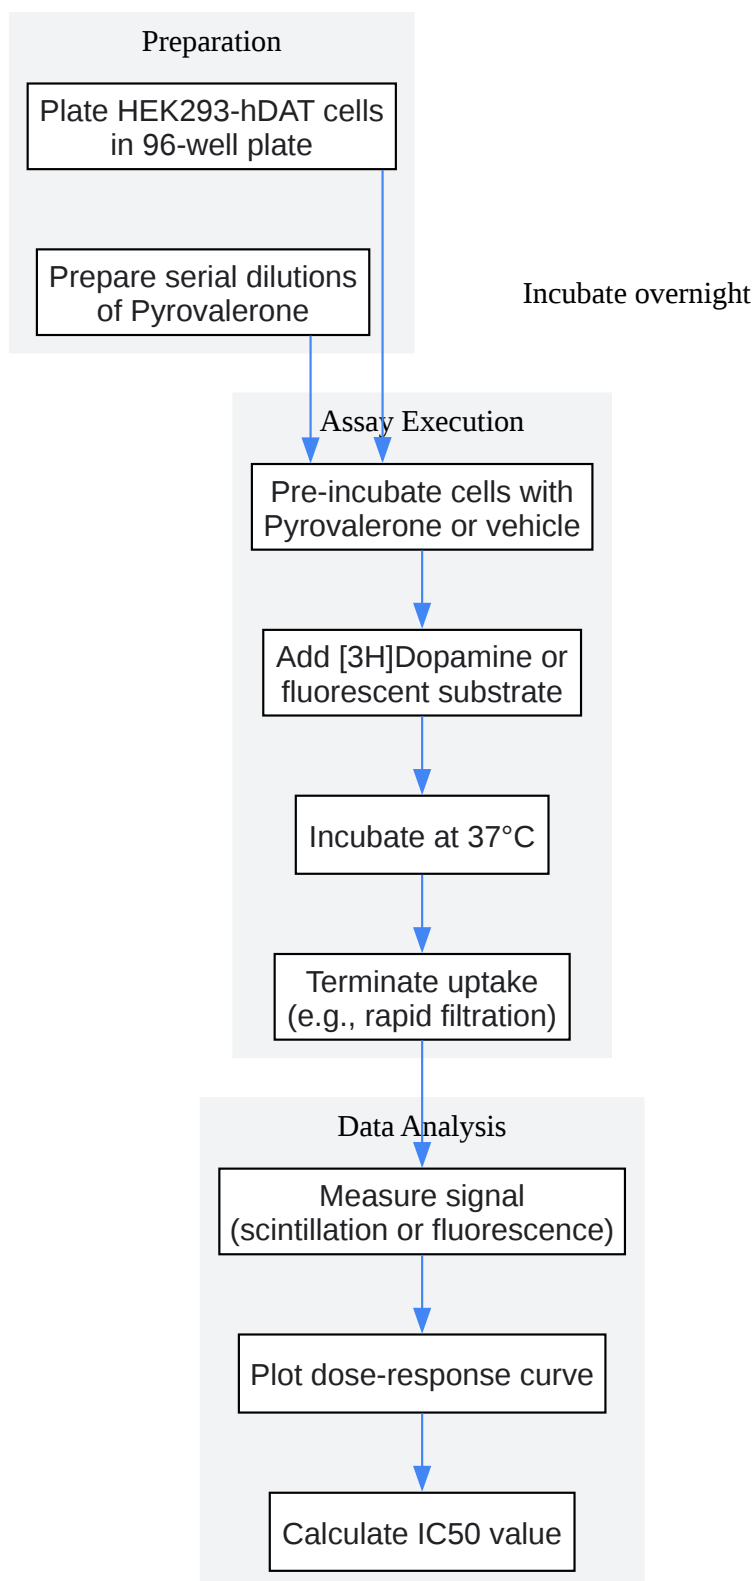 Preparation
Plate HEK293-hDAT cells
in 96-well plate
Prepare serial dilutions
of Pyrovalerone
Incubate overnight
Assay Execution
Pre-incubate cells with
Pyrovalerone or vehicle
Add [3H]Dopamine or
fluorescent substrate
Incubate at 37°C
Terminate uptake
(e.g., rapid filtration)
Data Analysis
Measure signal
(scintillation or fluorescence)
Plot dose-response curve
Calculate IC50 value